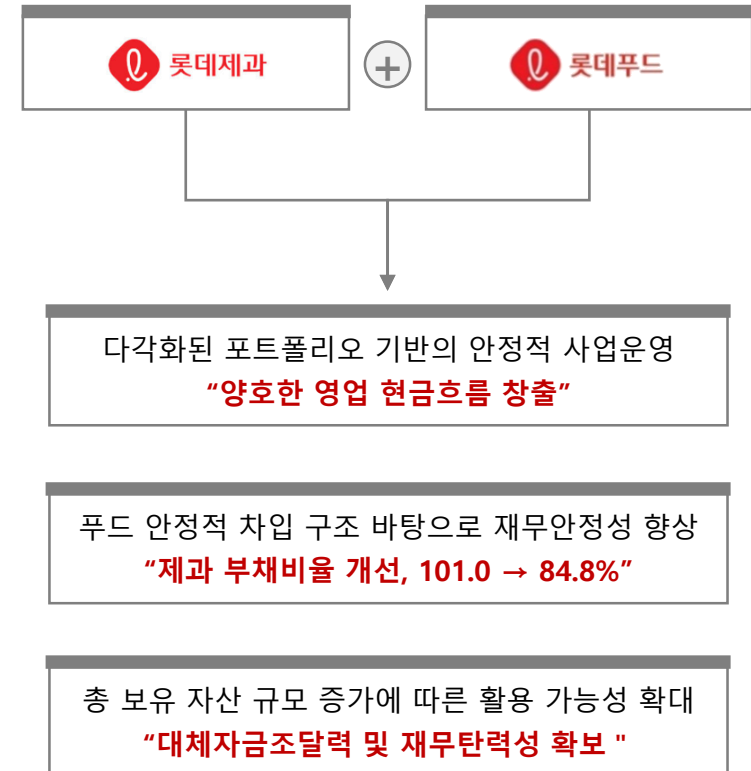 롯데제과
+
롯데푸드
다각화된 포트폴리오 기반의 안정적 사업운영
“양호한 영업 현금흐름 창출”
푸드 안정적 차입 구조 바탕으로 재무안정성 향상
“제과 부채비율 개선, 101.0 → 84.8%”
총 보유 자산 규모 증가에 따른 활용 가능성 확대
“대체자금조달력 및 재무탄력성 확보 "